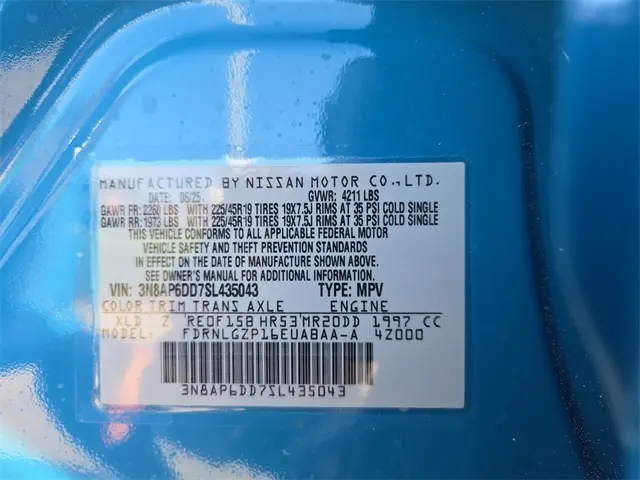 MANUFACTURED BY NISSAN MOTOR CO.,LTD.
DATE: 06/25. GVWR: 4211 LBS
GAWR FR: 2260 LBS WITH 225/45R19 TIRES 19X7.5J RIMS AT 35 PSI COLD SINGLE
GAWR RR: 1973 LBS WITH 225/45R19 TIRES 19X7.5J RIMS AT 35 PSI COLD SINGLE
THIS VEHICLE CONFORMS TO ALL APPLICABLE FEDERAL MOTOR
VEHICLE SAFETY AND THEFT PREVENTION STANDARDS
IN EFFECT ON THE DATE OF MANUFACTURE SHOWN ABOVE.
SEE OWNER'S MANUAL FOR ADDITIONAL INFORMATION
VIN: 3N8AP6DD7SL435043 TYPE: MPV
COLOR TRIM TRANS AXLE ENGINE
XLD Z RE0F15B HR53 MR20DD 1997 CC
MODEL: FDRNLGZP16EUABAA-A 4Z000
3N8AP6DD7SL435043